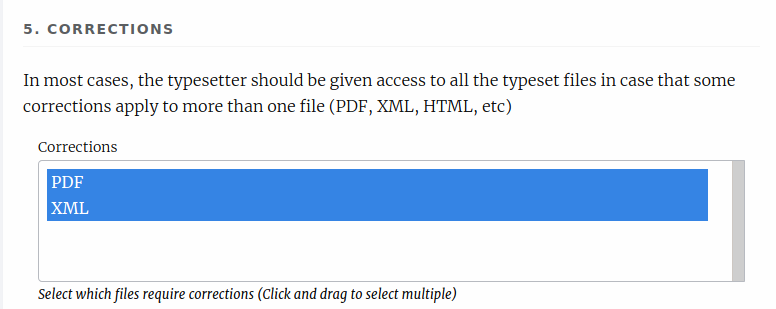 5. CORRECTIONS
In most cases, the typesetter should be given access to all the typeset files in case that some
corrections apply to more than one file (PDF, XML, HTML, etc)
Corrections
PDF
XML
Select which files require corrections (Click and drag to select multiple)